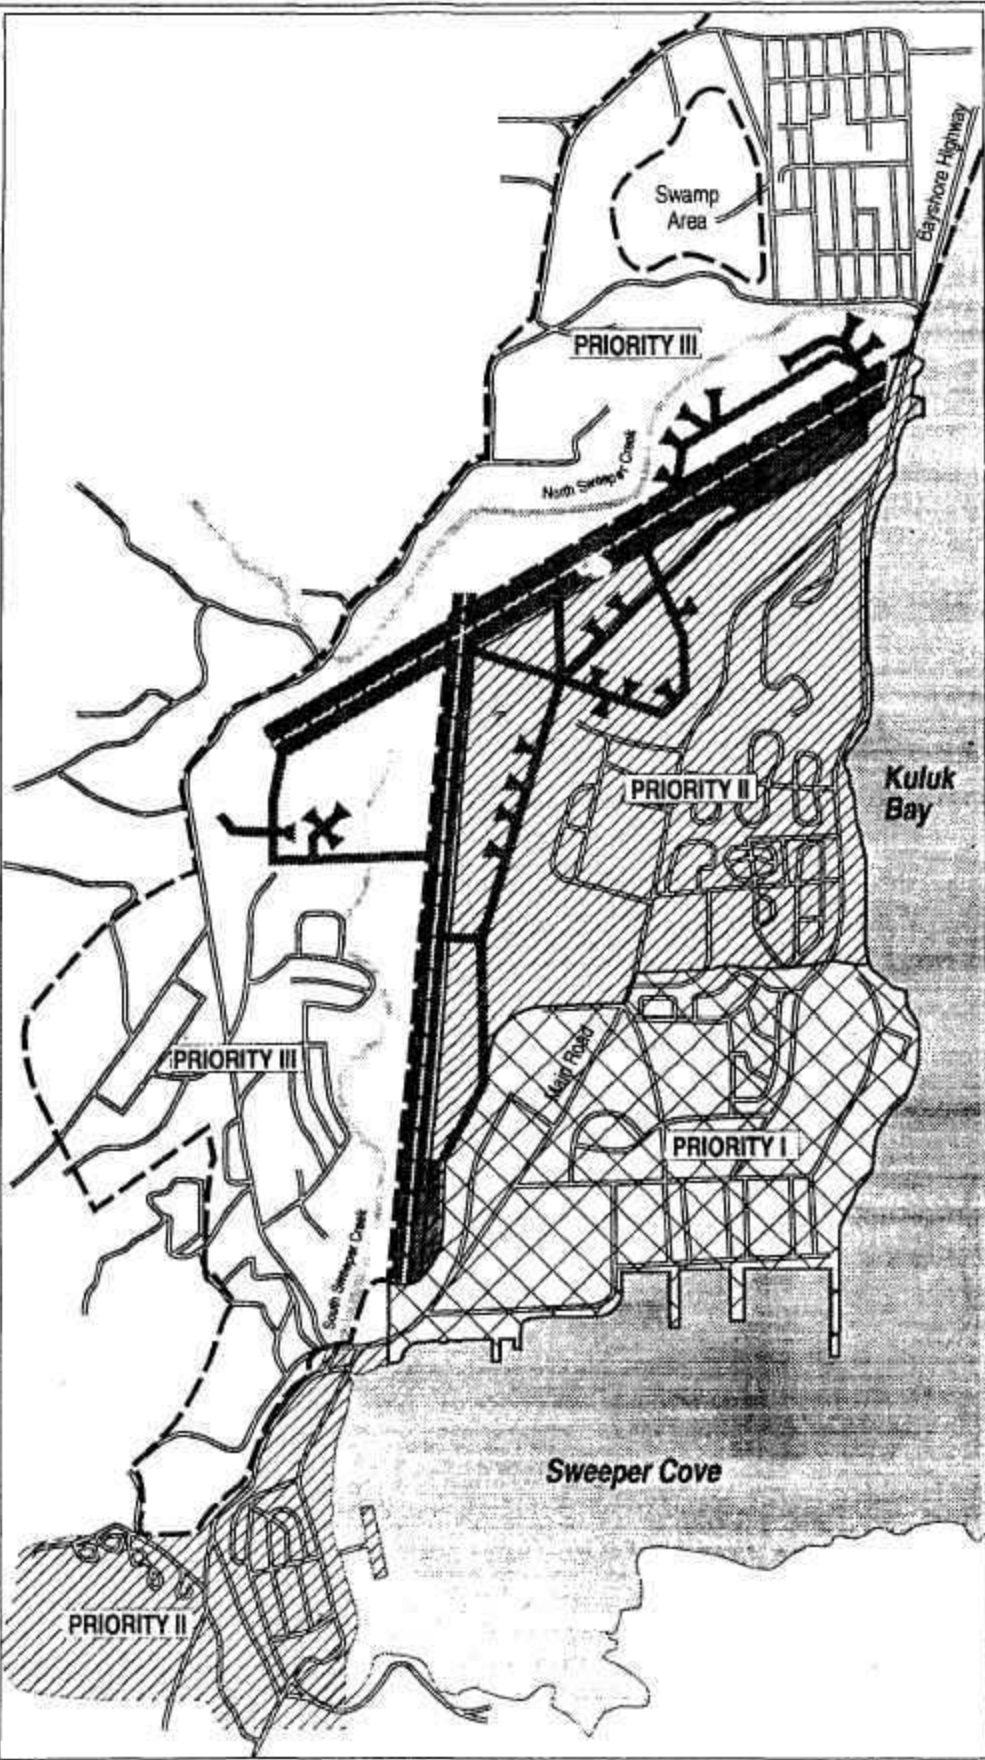 Bayshore Highway
Swamp
Area
PRIORITY III
North Sweeper Creek
PRIORITY II
Kuluk
Bay
Main Road
PRIORITY III
PRIORITY I
South Sweeper Creek
Sweeper Cove
PRIORITY II